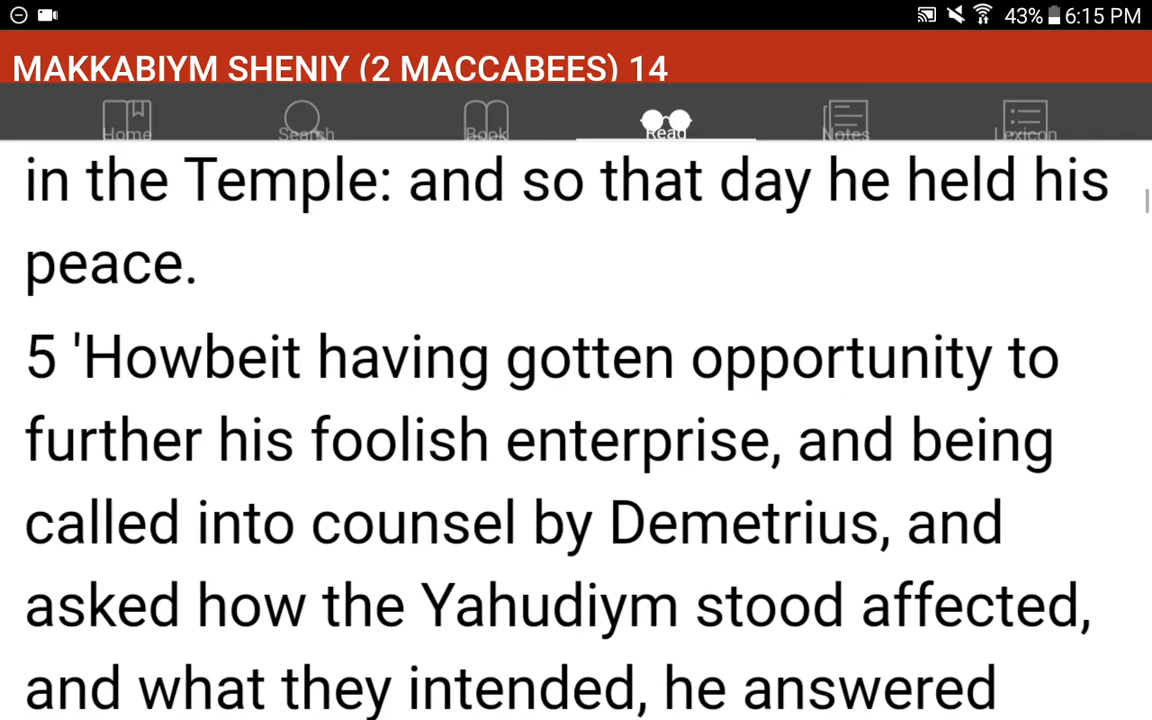 43% 6:15 PM
MAKKABIYM SHENIY (2 MACCABEES) 14
Home Search Book Read Notes Lexicon
in the Temple: and so that day he held his
peace.
5 'Howbeit having gotten opportunity to
further his foolish enterprise, and being
called into counsel by Demetrius, and
asked how the Yahudiym stood affected,
and what they intended, he answered